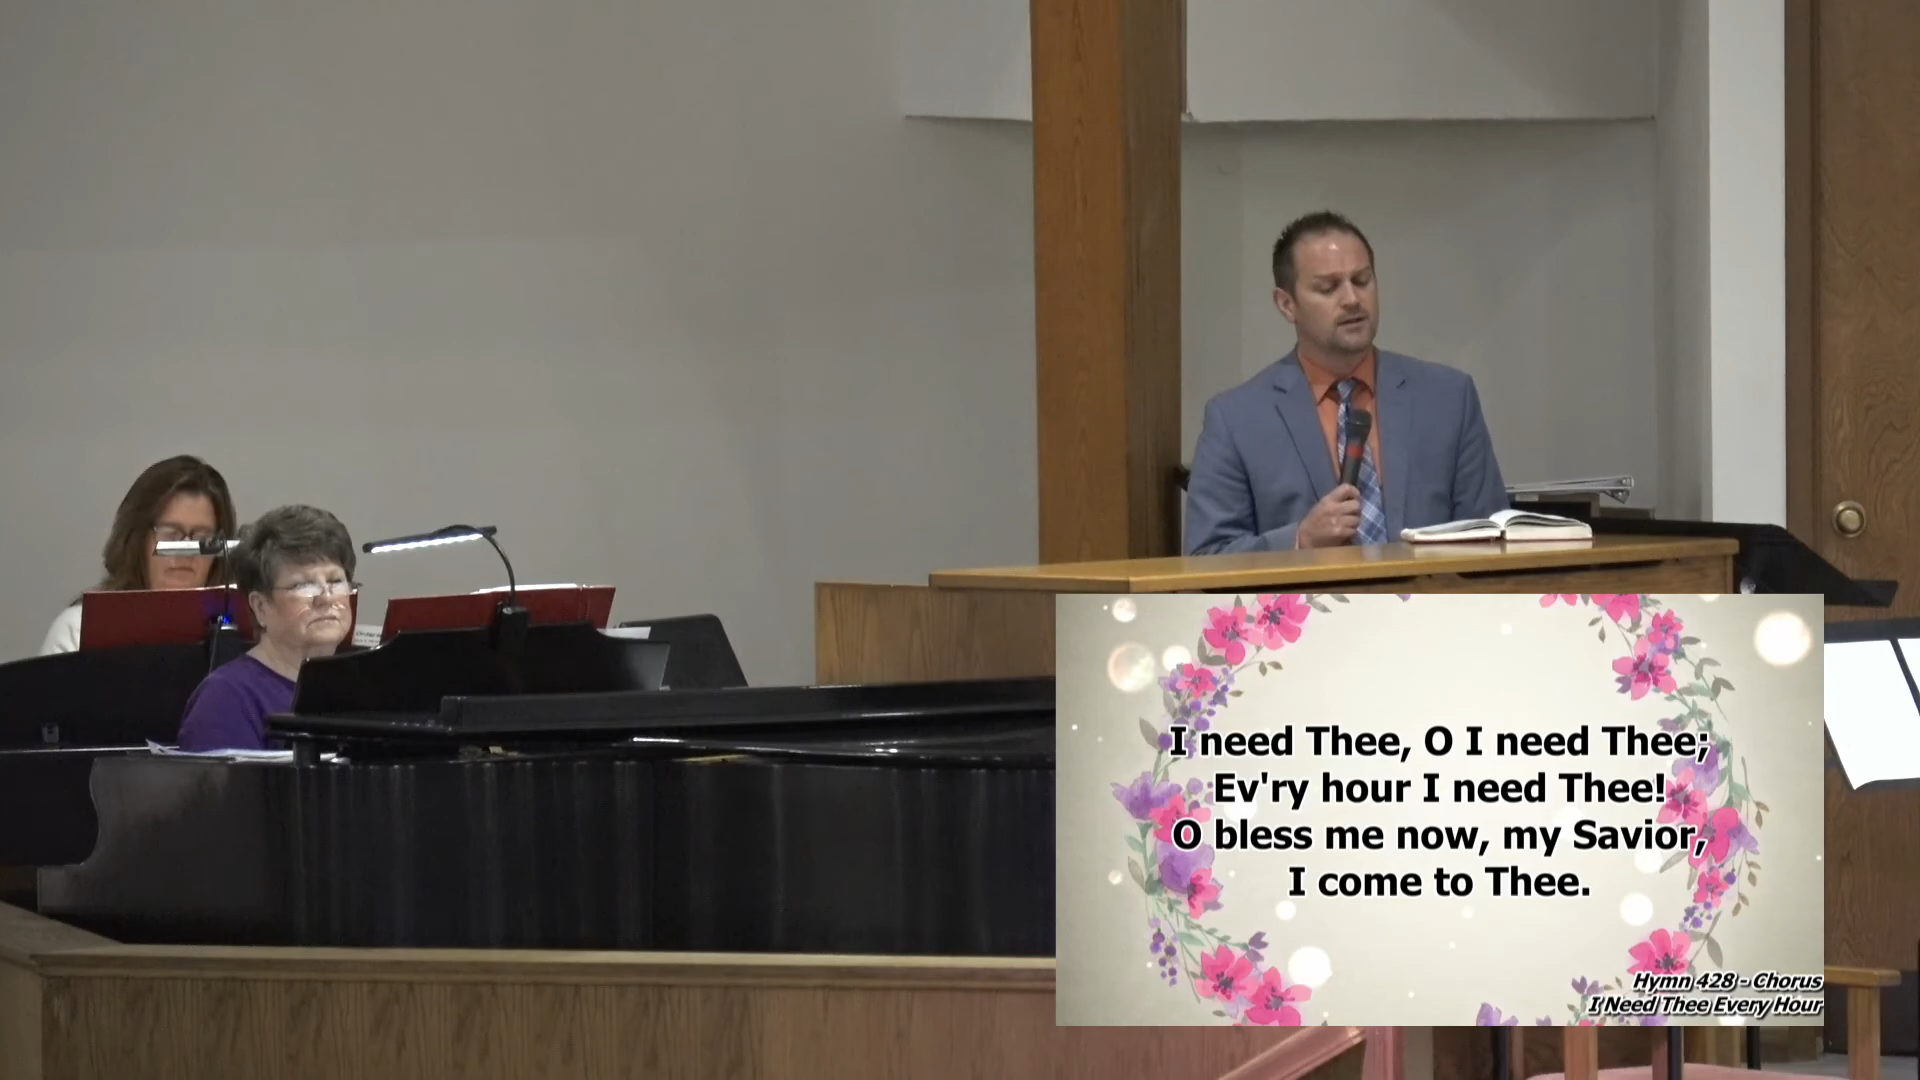 I need Thee, O I need Thee;
Ev'ry hour I need Thee!
O bless me now, my Savior,
I come to Thee.
Hymn 428 - Chorus
I Need Thee Every Hour